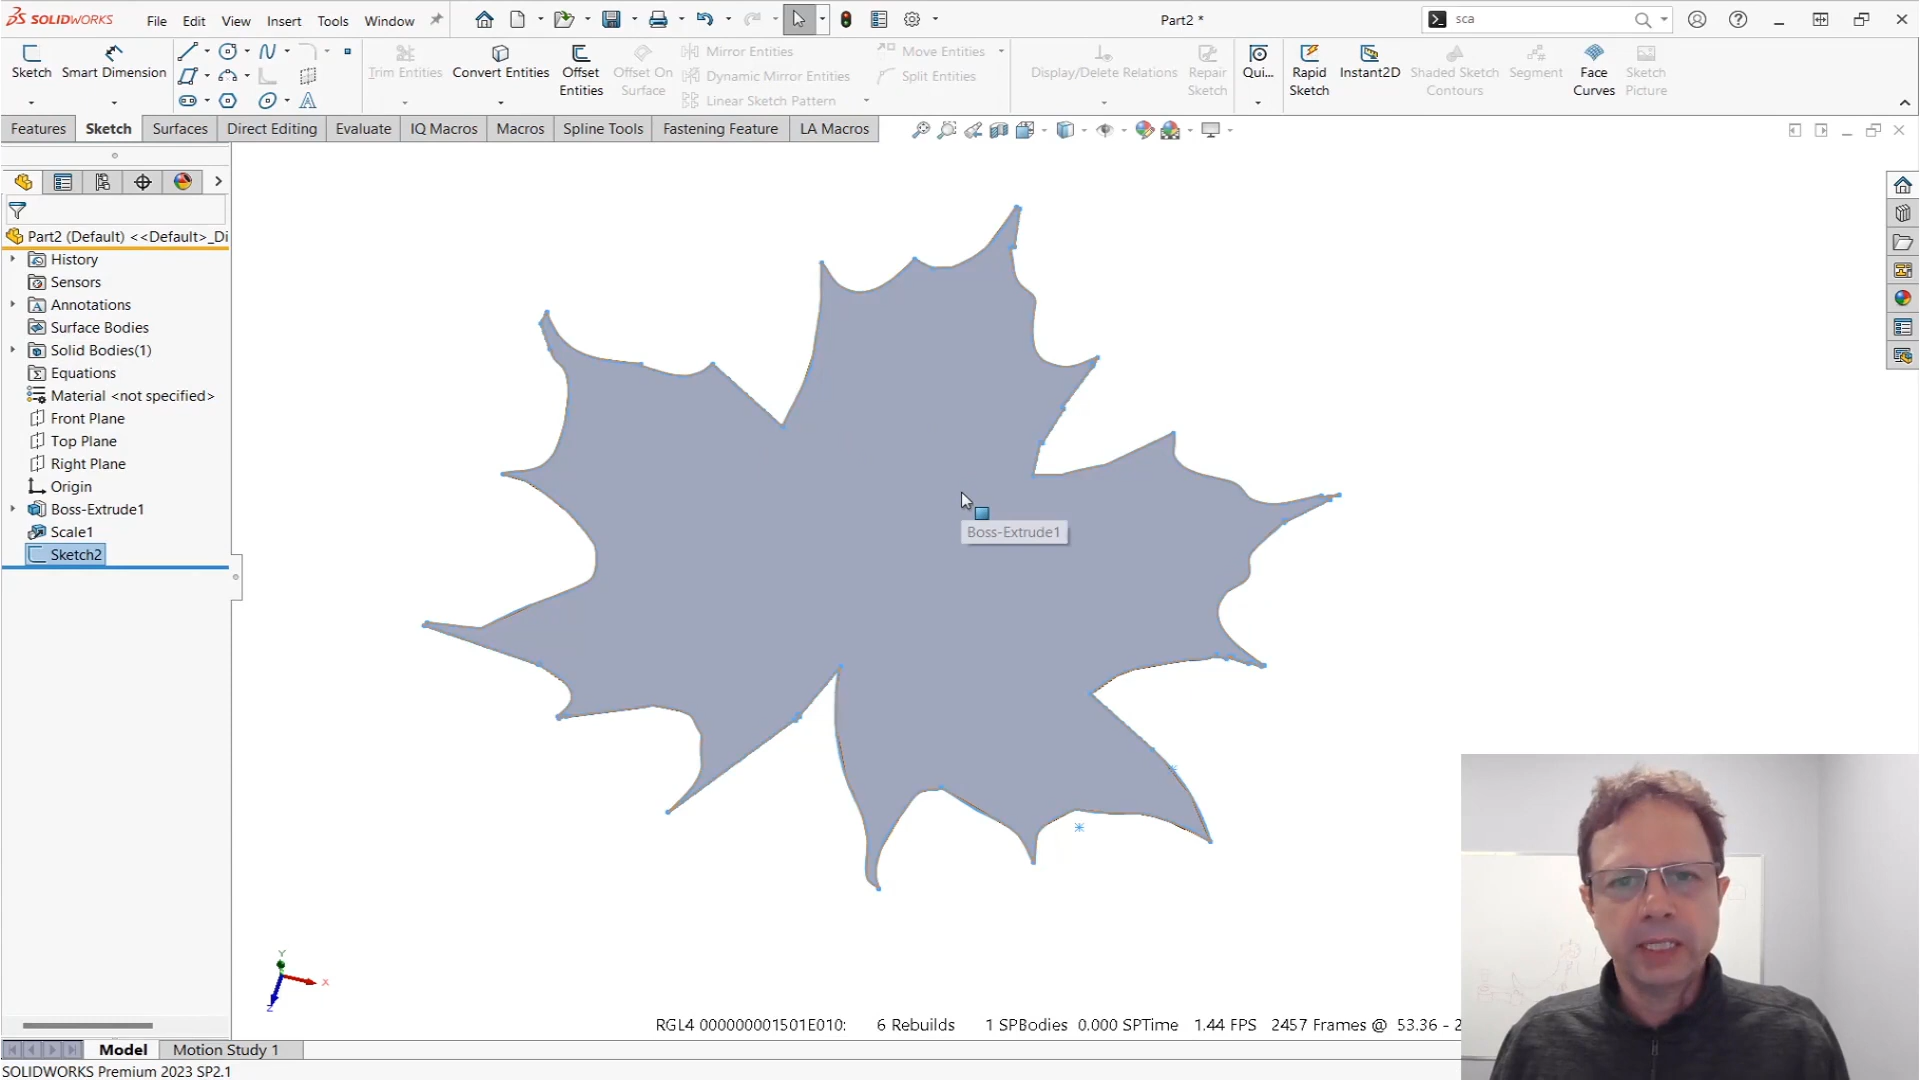 SOLIDWORKS File Edit View Insert Tools Window Part2 * sca
Sketch Smart Dimension Trim Entities Convert Entities Offset Entities Offset On Surface Mirror Entities Dynamic Mirror Entities Linear Sketch Pattern Move Entities Split Entities Display/Delete Relations Repair Sketch Qui... Rapid Sketch Instant2D Shaded Sketch Contours Segment Face Curves Sketch Picture
Features Sketch Surfaces Direct Editing Evaluate IQ Macros Macros Spline Tools Fastening Feature LA Macros
Part2 (Default) <<Default>_Di
History
Sensors
Annotations
Surface Bodies
Solid Bodies(1)
Equations
Material <not specified>
Front Plane
Top Plane
Right Plane
Origin
Boss-Extrude1
Scale1
Sketch2
Boss-Extrude1
Y
X
Z
RGL4 000000001501E010: 6 Rebuilds 1 SPBodies 0.000 SPTime 1.44 FPS 2457 Frames @ 53.36 - 2
Model Motion Study 1
SOLIDWORKS Premium 2023 SP2.1